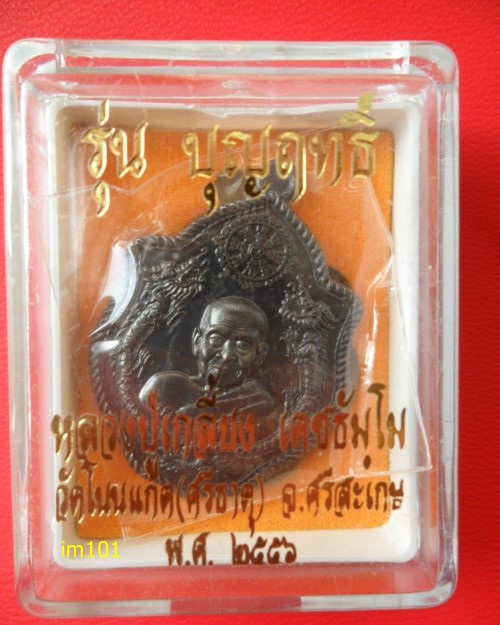 รุ่น บุญฤทธิ์
หลวงปู่เกลี้ยง เตชธัมฺโม
วัดโนนแกด(ศรีธาตุ) จ.ศรีสะเกษ
im101
พ.ศ. ๒๕๕๖